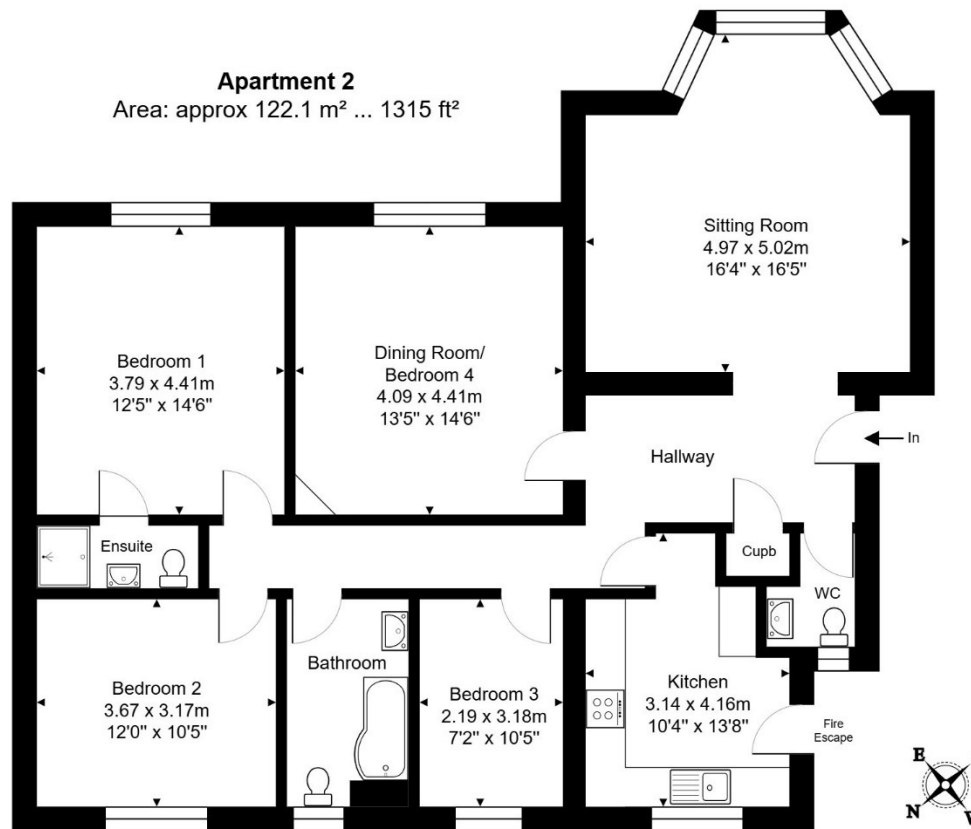 Apartment 2
Area: approx 122.1 m² ... 1315 ft²
Sitting Room
4.97 x 5.02m
16'4" x 16'5"
Bedroom 1
3.79 x 4.41m
12'5" x 14'6"
Dining Room/
Bedroom 4
4.09 x 4.41m
13'5" x 14'6"
Hallway
In
Ensuite
Cupb
WC
Bathroom
Bedroom 2
3.67 x 3.17m
12'0" x 10'5"
Bedroom 3
2.19 x 3.18m
7'2" x 10'5"
Kitchen
3.14 x 4.16m
10'4" x 13'8"
Fire
Escape
E
N